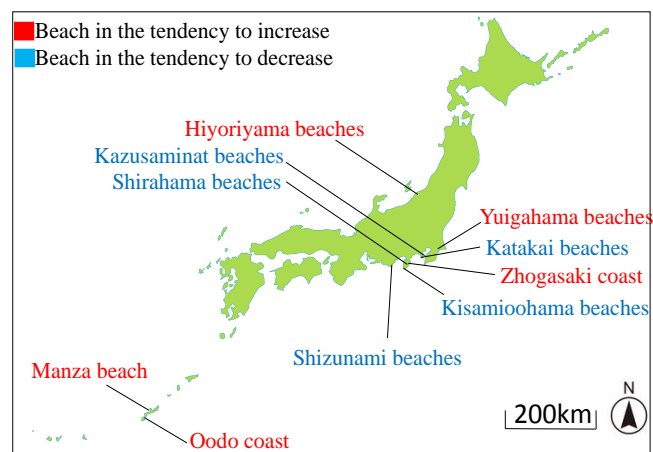 Beach in the tendency to increase
Beach in the tendency to decrease
Hiyoriyama beaches
Kazusaminat beaches
Shirahama beaches
Yuigahama beaches
Katakai beaches
Zhogasaki coast
Kisamioohama beaches
Shizunami beaches
Manza beach
Oodo coast
200km
N